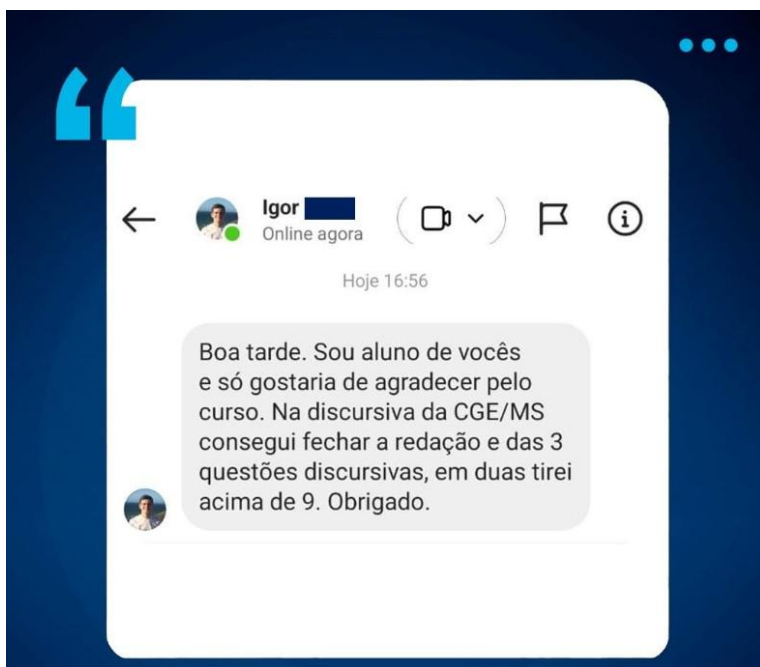 Igor
Online agora
Hoje 16:56
Boa tarde. Sou aluno de vocês
e só gostaria de agradecer pelo
curso. Na discursiva da CGE/MS
consegui fechar a redação e das 3
questões discursivas, em duas tirei
acima de 9. Obrigado.